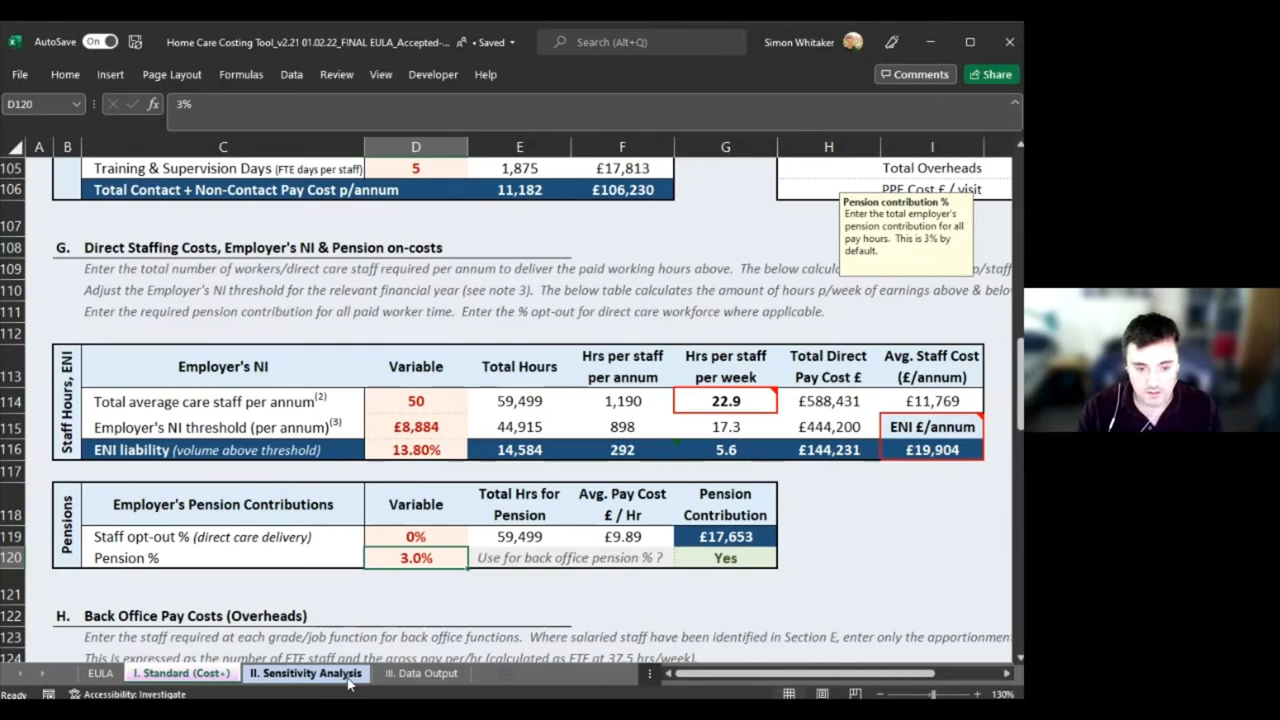 AutoSave On Home Care Costing Tool_v2.21 01.02.22_FINAL EULA_Accepted-... • Saved Search (Alt+Q) Simon Whitaker
File Home Insert Page Layout Formulas Data Review View Developer Help Comments Share
D120 fx 3%
A B C D E F G H I
105 Training & Supervision Days (FTE days per staff) 5 1,875 £17,813 Total Overheads
106 Total Contact + Non-Contact Pay Cost p/annum 11,182 £106,230 PPE Cost £ / visit
Pension contribution %
Enter the total employer's
pension contribution for all
pay hours. This is 3% by
default.
107
108 G. Direct Staffing Costs, Employer's NI & Pension on-costs
109 Enter the total number of workers/direct care staff required per annum to deliver the paid working hours above. The below calcul p/staff
110 Adjust the Employer's NI threshold for the relevant financial year (see note 3). The below table calculates the amount of hours p/week of earnings above & belo
111 Enter the required pension contribution for all paid worker time. Enter the % opt-out for direct care workforce where applicable.
112
113 Employer's NI Variable Total Hours Hrs per staff per annum Hrs per staff per week Total Direct Pay Cost £ Avg. Staff Cost (£/annum)
Staff Hours, ENI
114 Total average care staff per annum(2) 50 59,499 1,190 22.9 £588,431 £11,769
115 Employer's NI threshold (per annum)(3) £8,884 44,915 898 17.3 £444,200 ENI £/annum
116 ENI liability (volume above threshold) 13.80% 14,584 292 5.6 £144,231 £19,904
117
118 Employer's Pension Contributions Variable Total Hrs for Pension Avg. Pay Cost £ / Hr Pension Contribution
Pensions
119 Staff opt-out % (direct care delivery) 0% 59,499 £9.89 £17,653
120 Pension % 3.0% Use for back office pension % ? Yes
121
122 H. Back Office Pay Costs (Overheads)
123 Enter the staff required at each grade/job function for back office functions. Where salaried staff have been identified in Section E, enter only the apportionmen
124 This is expressed as the number of FTE staff and the gross pay per/hr (calculated as FTE at 37.5 hrs/week).
EULA I. Standard (Cost+) II. Sensitivity Analysis III. Data Output
Ready Accessibility: Investigate 130%